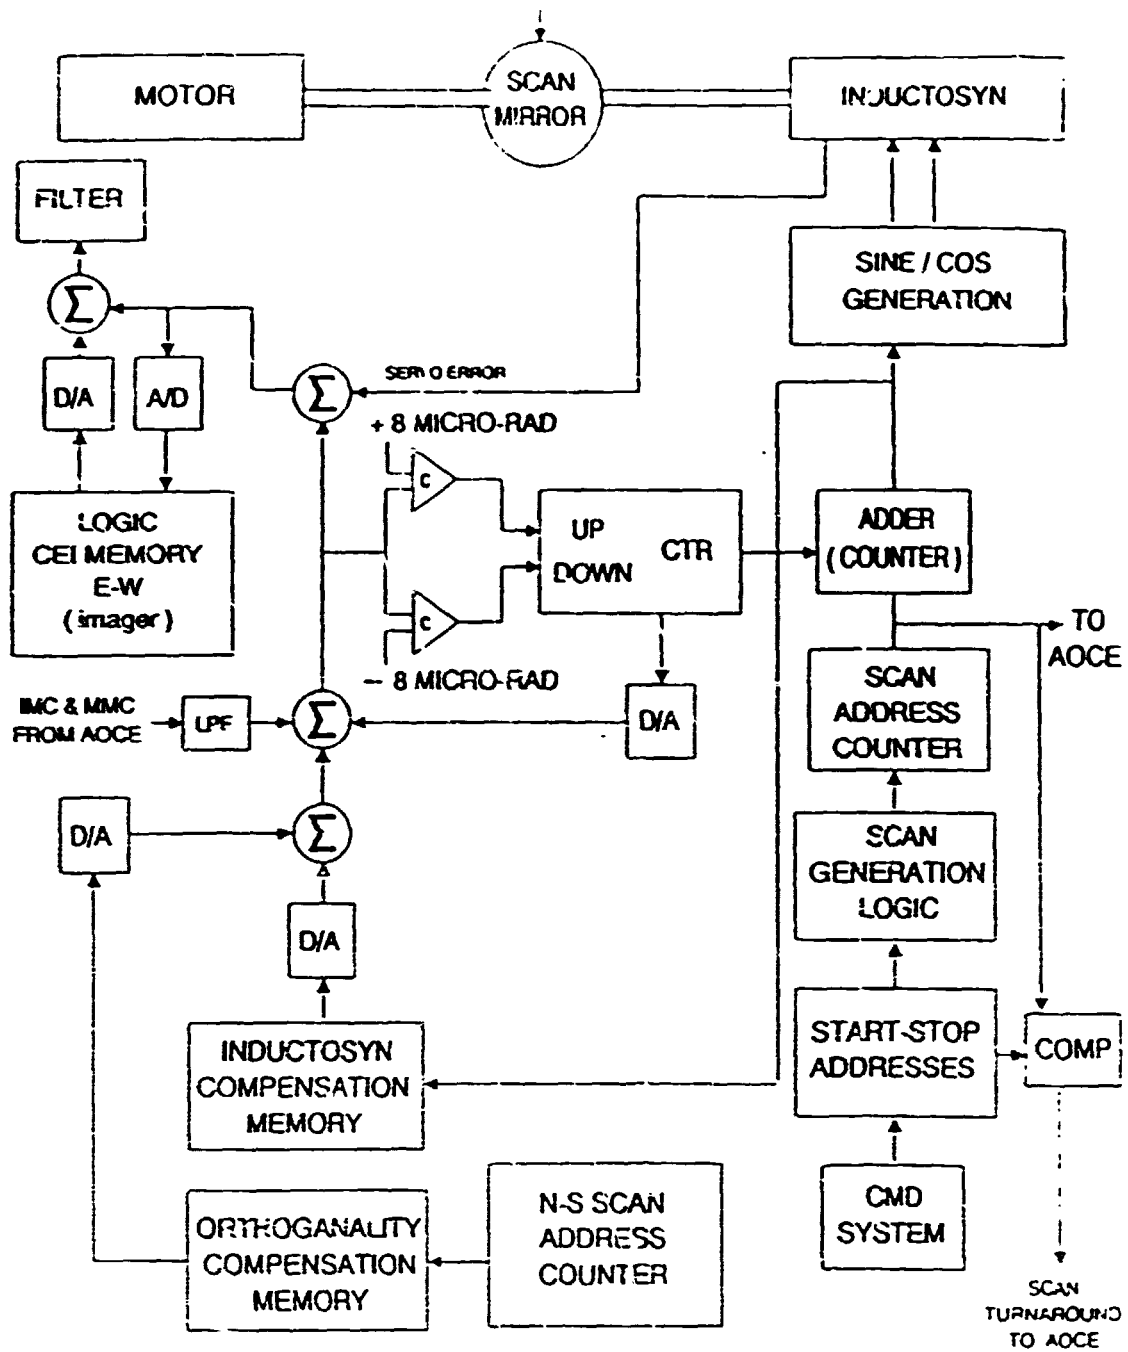 MOTOR
SCAN
MIRROR
INDUCTOSYN
FILTER
SINE / COS
GENERATION
Σ
D/A
A/D
Σ
SERVO ERROR
+ 8 MICRO-RAD
C
LOGIC
CEI MEMORY
E-W
(imager)
UP
DOWN
CTR
ADDER
(COUNTER)
C
− 8 MICRO-RAD
TO
AOCE
SCAN
ADDRESS
COUNTER
IMC & MMC
FROM AOCE
LPF
Σ
D/A
D/A
Σ
SCAN
GENERATION
LOGIC
D/A
START-STOP
ADDRESSES
COMP
INDUCTOSYN
COMPENSATION
MEMORY
CMD
SYSTEM
ORTHOGANALITY
COMPENSATION
MEMORY
N-S SCAN
ADDRESS
COUNTER
SCAN
TURNAROUND
TO AOCE